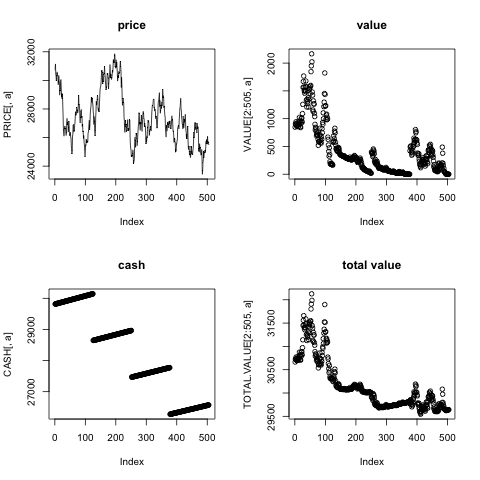 price
PRICE[, a]
24000
28000
32000
0 100 200 300 400 500
Index
value
VALUE[2:505, a]
0
500
1000
2000
0 100 200 300 400 500
Index
cash
CASH[, a]
27000
29000
0 100 200 300 400 500
Index
total value
TOTAL.VALUE[2:505, a]
29500
30500
31500
0 100 200 300 400 500
Index